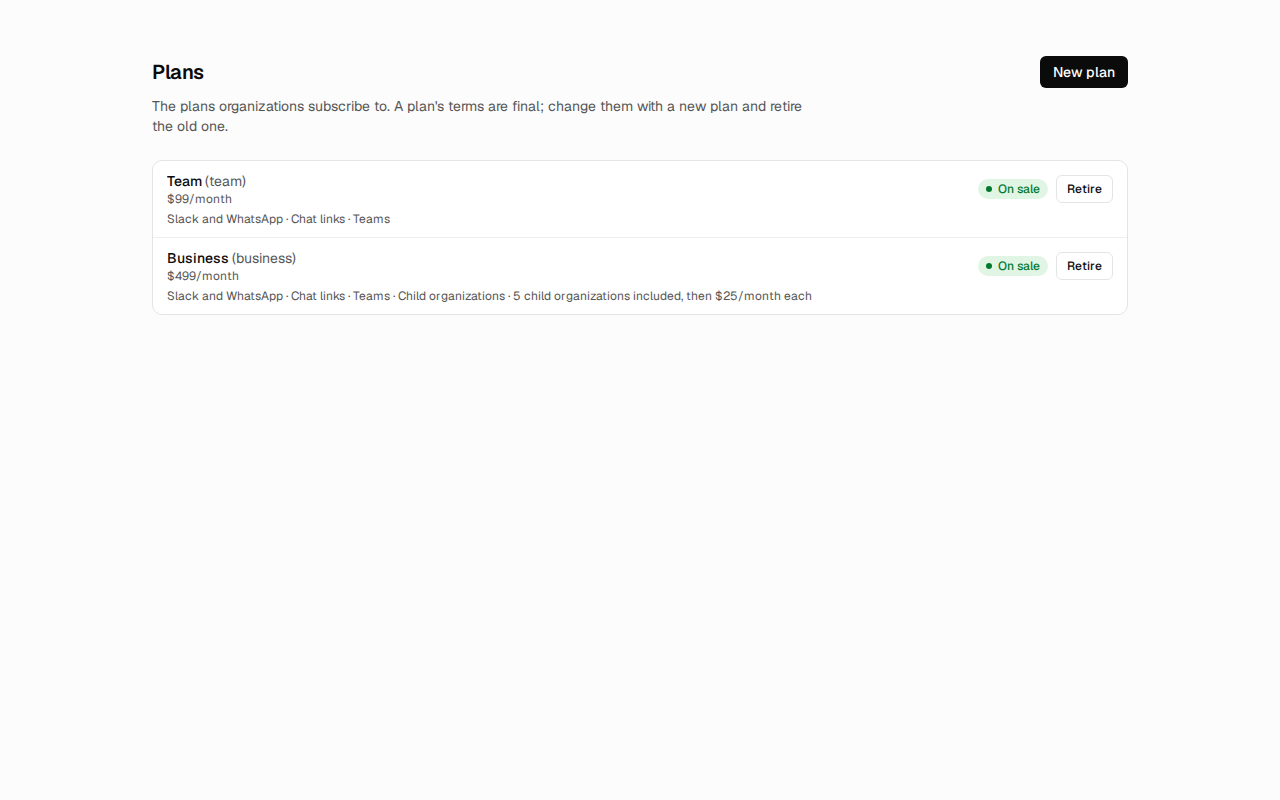 Plans
New plan
The plans organizations subscribe to. A plan's terms are final; change them with a new plan and retire
the old one.
Team (team)
$99/month
Slack and WhatsApp · Chat links · Teams
On sale
Retire
Business (business)
$499/month
Slack and WhatsApp · Chat links · Teams · Child organizations · 5 child organizations included, then $25/month each
On sale
Retire